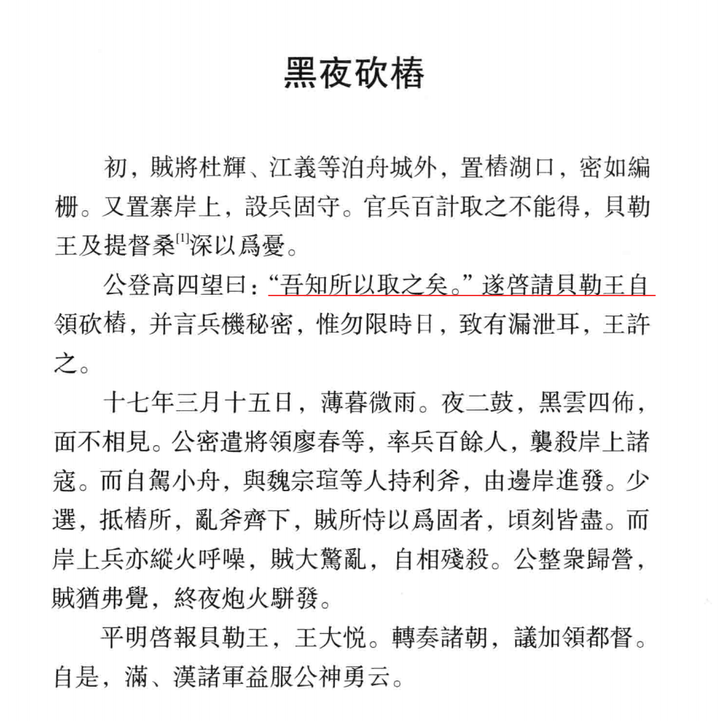 黑夜砍樁
初，賊將杜輝、江義等泊舟城外，置樁湖口，密如編
栅。又置寨岸上，設兵固守。官兵百計取之不能得，貝勒
王及提督桑[1]深以爲憂。
公登高四望曰：“吾知所以取之矣。”遂啓請貝勒王自
領砍樁，并言兵機秘密，惟勿限時日，致有漏泄耳，王許
之。
十七年三月十五日，薄暮微雨。夜二鼓，黑雲四佈，
面不相見。公密遣將領廖春等，率兵百餘人，襲殺岸上諸
寇。而自駕小舟，與魏宗瑄等人持利斧，由邊岸進發。少
選，抵樁所，亂斧齊下，賊所恃以爲固者，頃刻皆盡。而
岸上兵亦縱火呼噪，賊大驚亂，自相殘殺。公整衆歸營，
賊猶弗覺，終夜炮火駢發。
平明啓報貝勒王，王大悦。轉奏諸朝，議加領都督。
自是，滿、漢諸軍益服公神勇云。